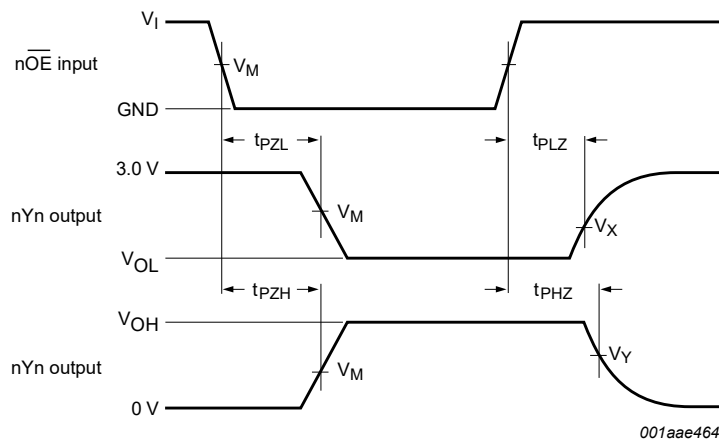 V_I
nO̅E̅ input
V_M
GND
t_PZL
t_PLZ
3.0 V
nYn output
V_M
V_X
V_OL
t_PZH
t_PHZ
V_OH
nYn output
V_M
V_Y
0 V
001aae464